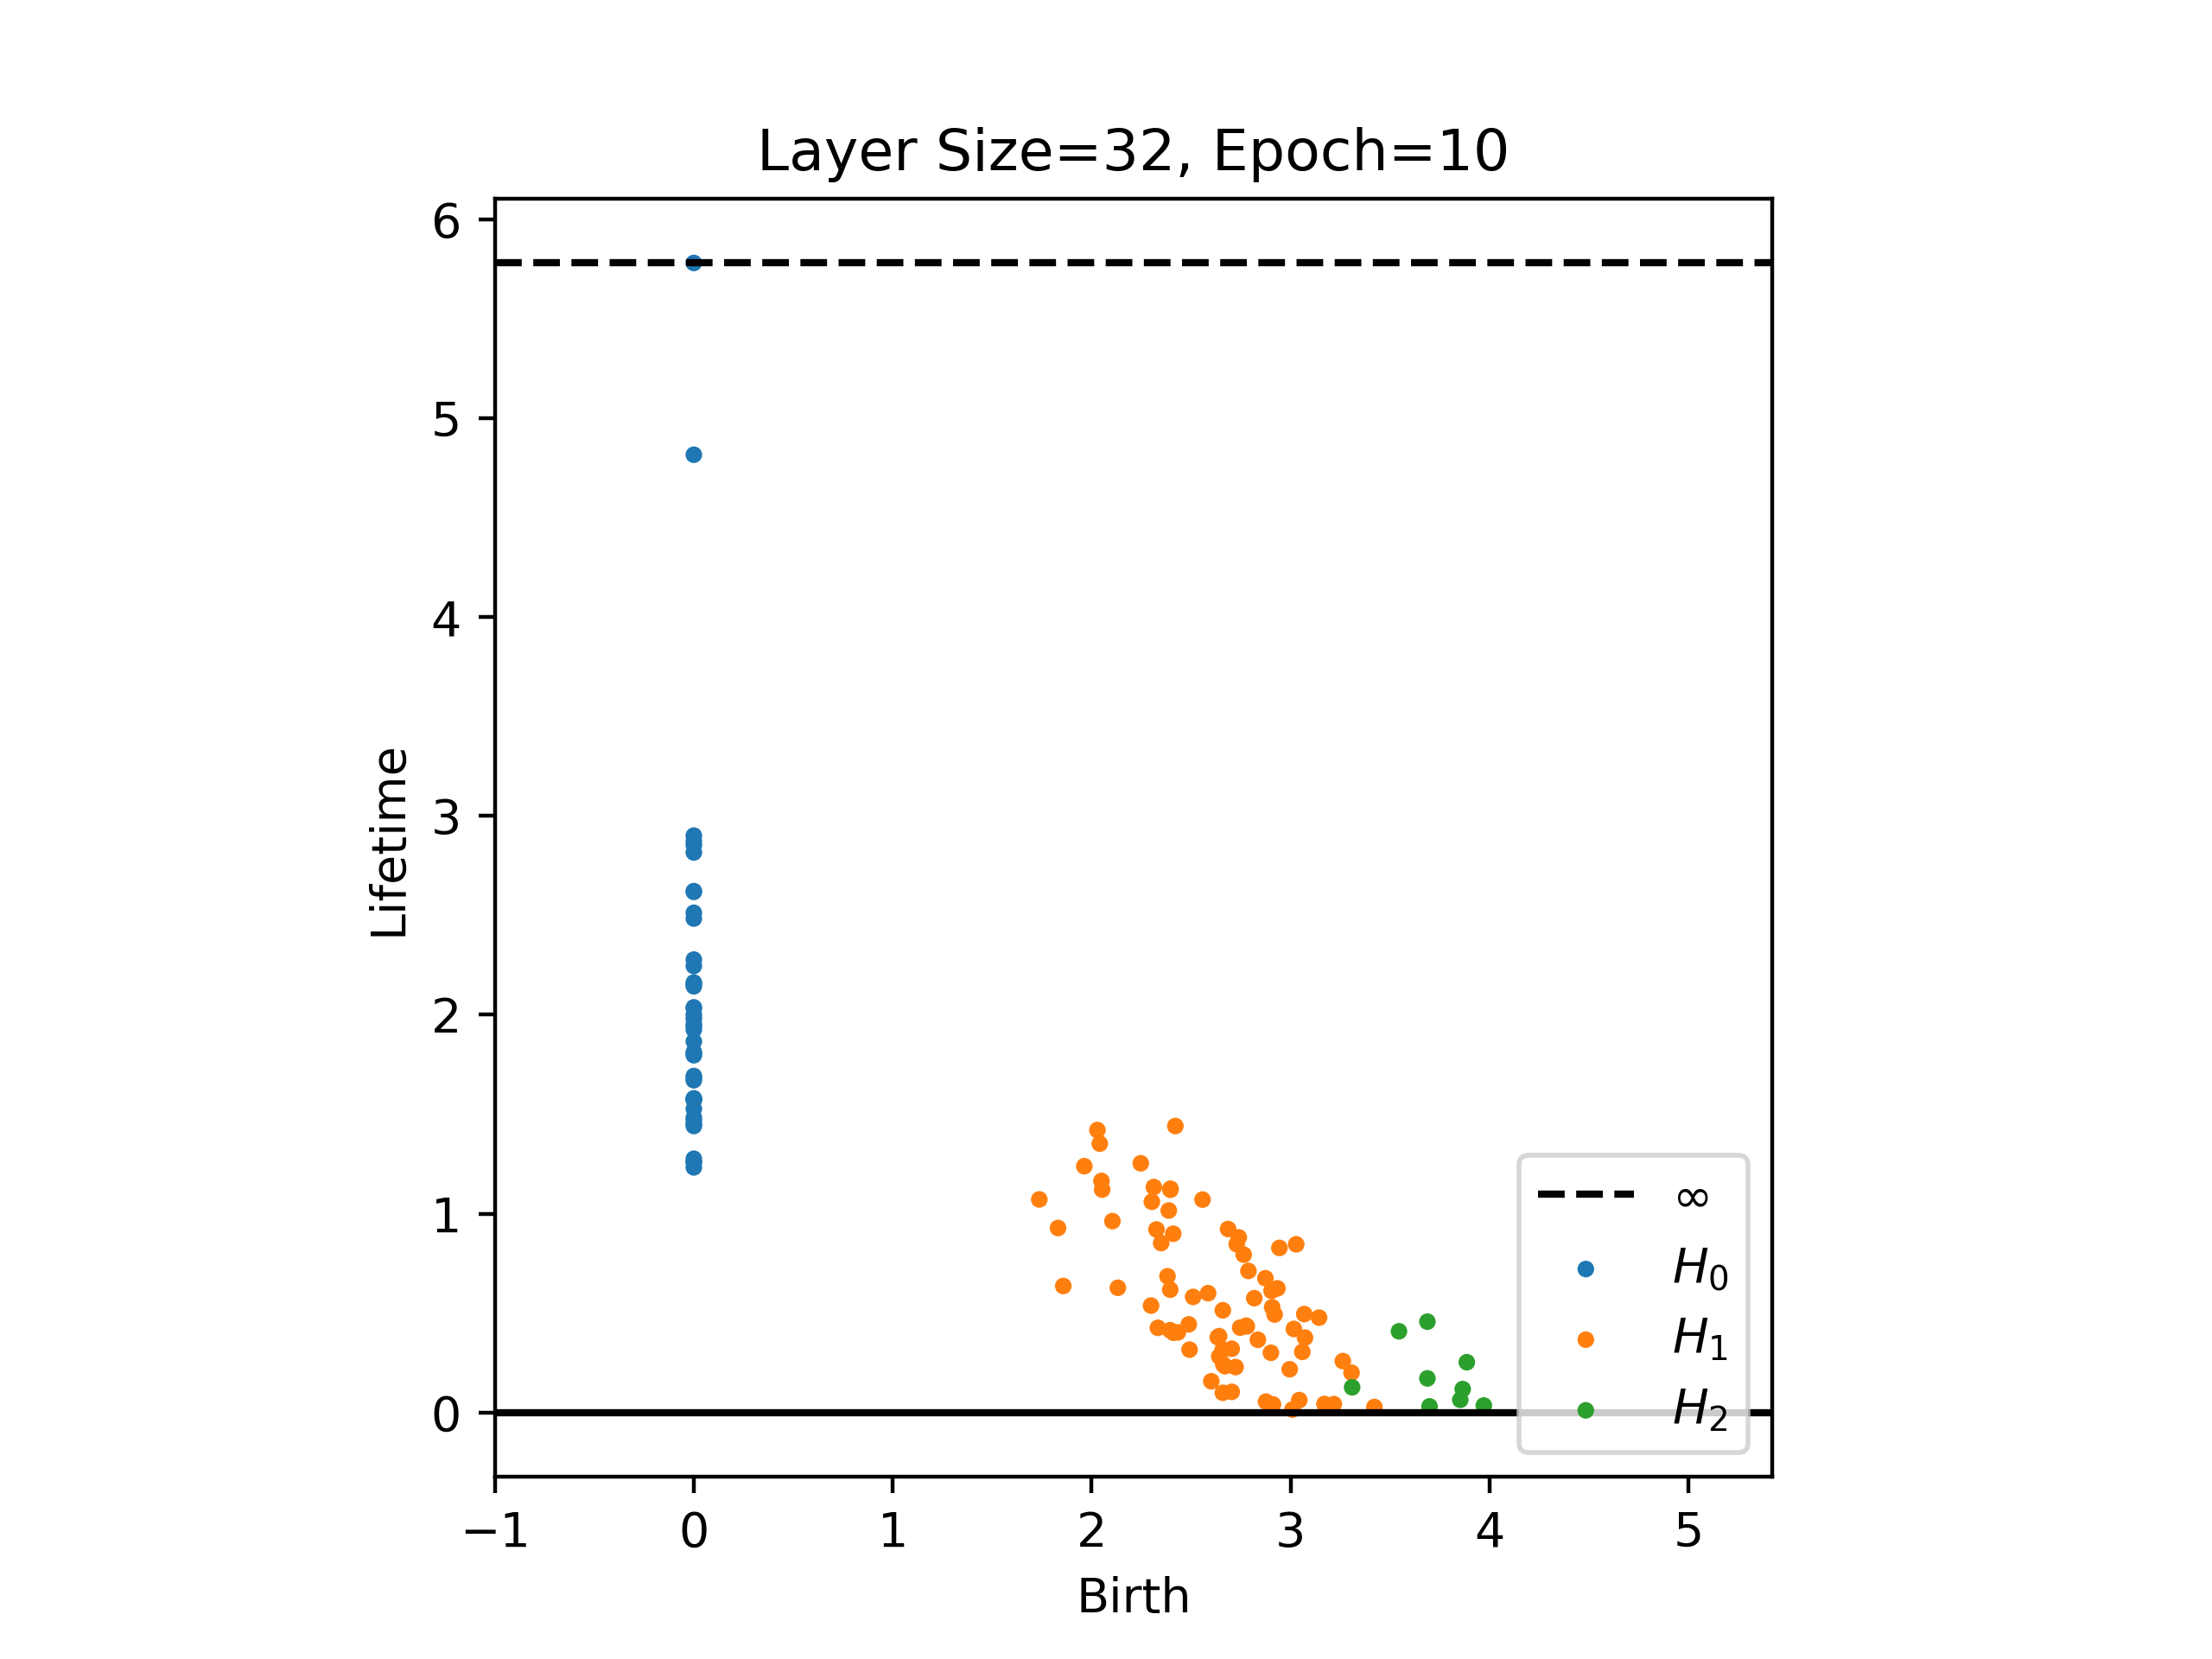 Layer Size=32, Epoch=10
6
5
4
3
2
1
0
Lifetime
∞
H₀
H₁
H₂
−1 0 1 2 3 4 5
Birth